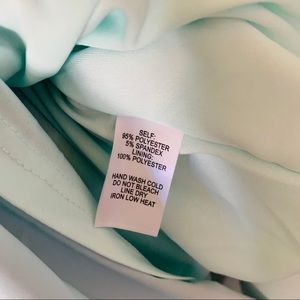 SELF:
95% POLYESTER
5% SPANDEX
LINING:
100% POLYESTER
HAND WASH COLD
DO NOT BLEACH
LINE DRY
IRON LOW HEAT